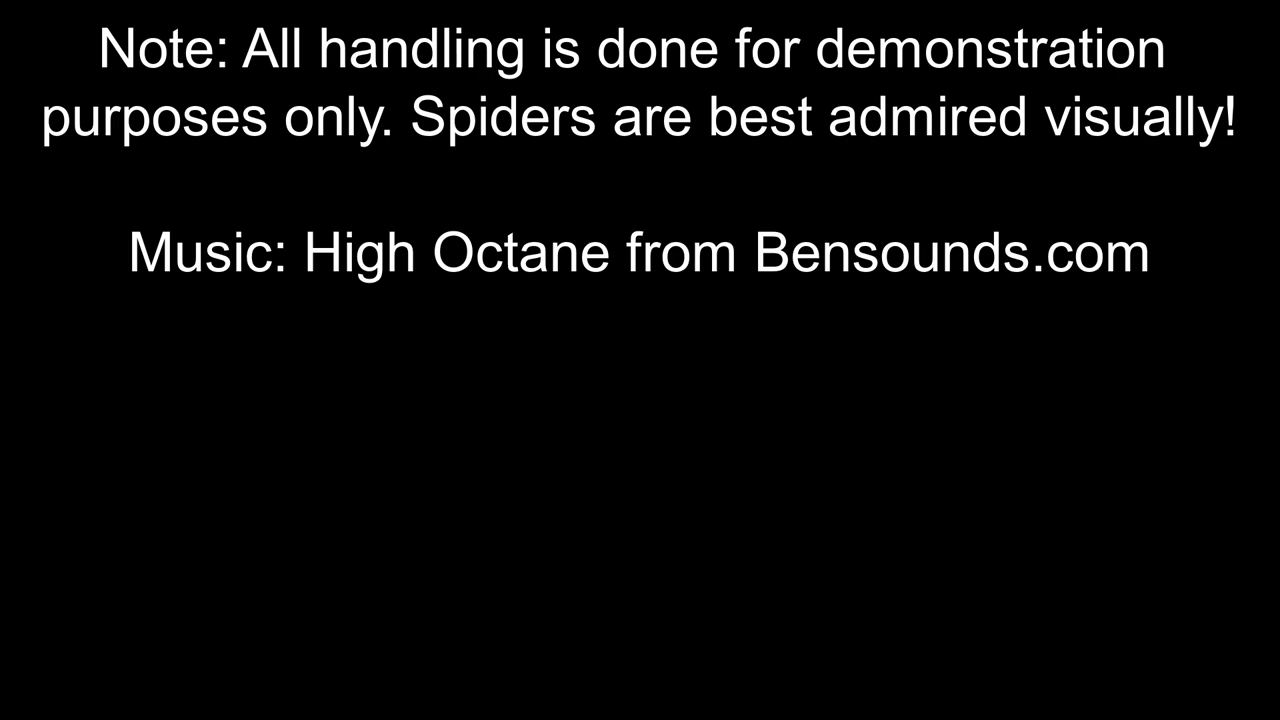 Note: All handling is done for demonstration
purposes only. Spiders are best admired visually!
Music: High Octane from Bensounds.com